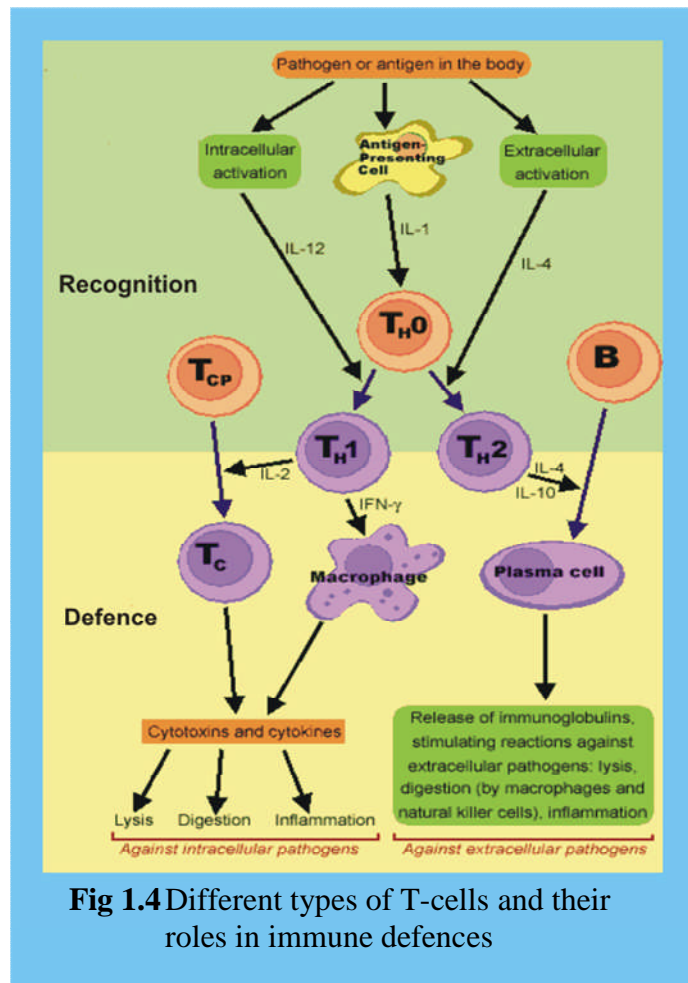 Pathogen or antigen in the body
Intracellular
activation
Antigen-
Presenting
Cell
Extracellular
activation
IL-12
IL-1
IL-4
Recognition
TH0
TCP
B
TH1
TH2
IL-2
IL-4
IL-10
IFN-γ
TC
Macrophage
Plasma cell
Defence
Cytotoxins and cytokines
Release of immunoglobulins,
stimulating reactions against
extracellular pathogens: lysis,
digestion (by macrophages and
natural killer cells), inflammation
Lysis Digestion Inflammation
Against intracellular pathogens
Against extracellular pathogens
Fig 1.4 Different types of T-cells and their
roles in immune defences